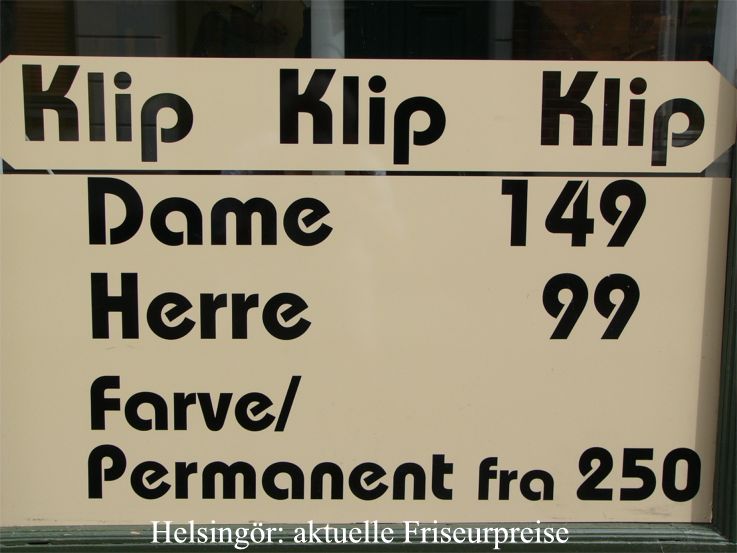 Klip Klip Klip
Dame 149
Herre 99
Farve/
Permanent fra 250
Helsingör: aktuelle Friseurpreise